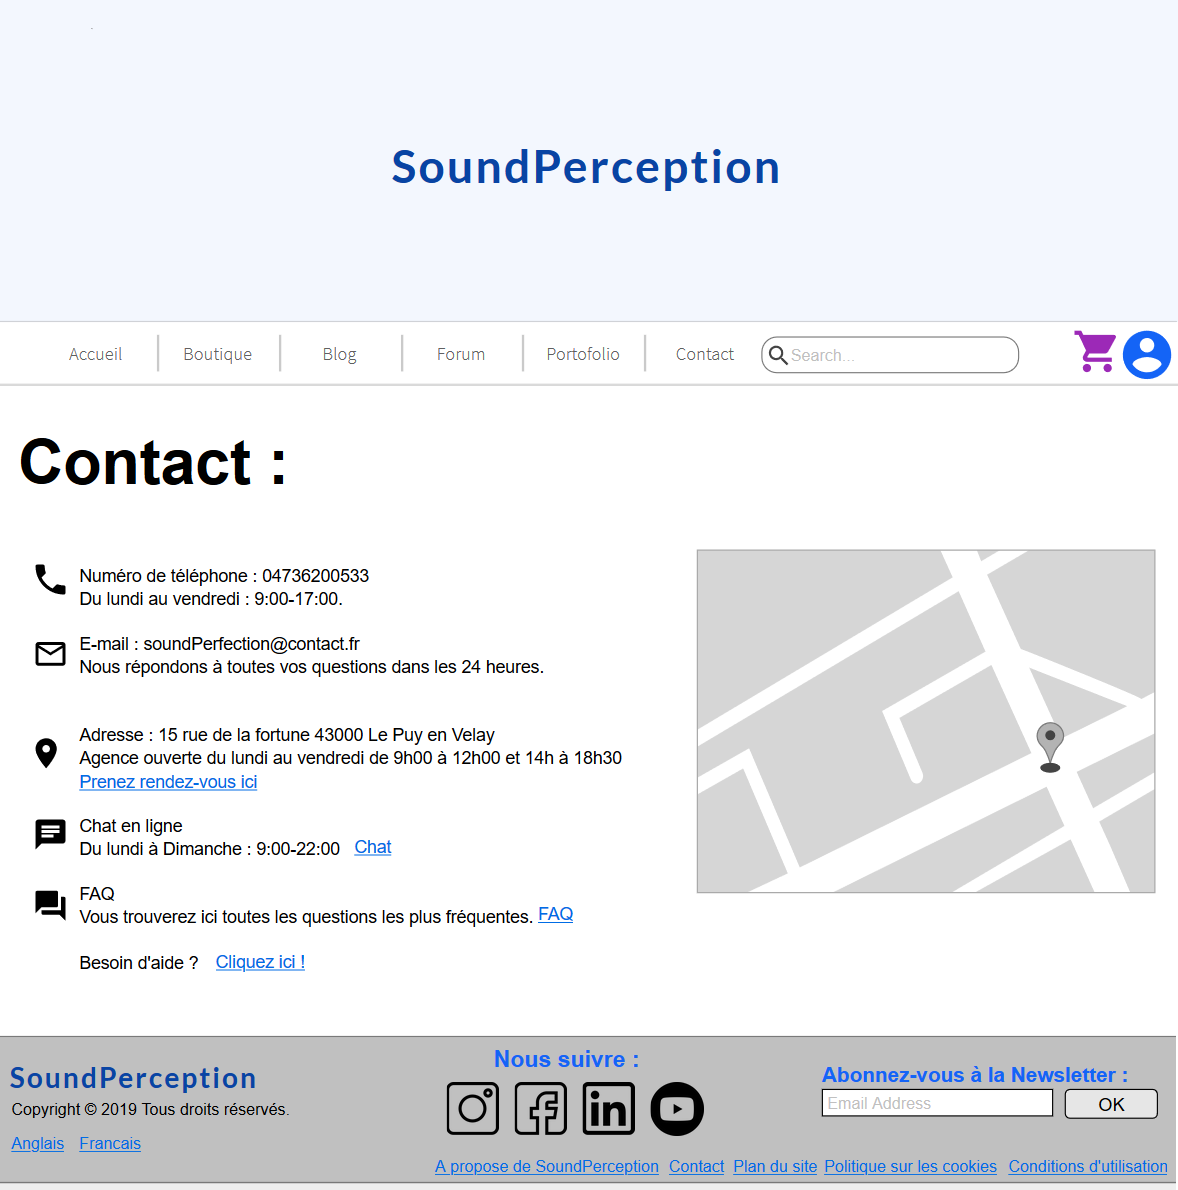 SoundPerception
Accueil Boutique Blog Forum Portofolio Contact Search...
Contact :
Numéro de téléphone : 04736200533
Du lundi au vendredi : 9:00-17:00.
E-mail : soundPerfection@contact.fr
Nous répondons à toutes vos questions dans les 24 heures.
Adresse : 15 rue de la fortune 43000 Le Puy en Velay
Agence ouverte du lundi au vendredi de 9h00 à 12h00 et 14h à 18h30
Prenez rendez-vous ici
Chat en ligne
Du lundi à Dimanche : 9:00-22:00 Chat
FAQ
Vous trouverez ici toutes les questions les plus fréquentes. FAQ
Besoin d'aide ? Cliquez ici !
SoundPerception
Copyright © 2019 Tous droits réservés.
Anglais Francais
Nous suivre :
Abonnez-vous à la Newsletter :
Email Address OK
A propose de SoundPerception Contact Plan du site Politique sur les cookies Conditions d'utilisation